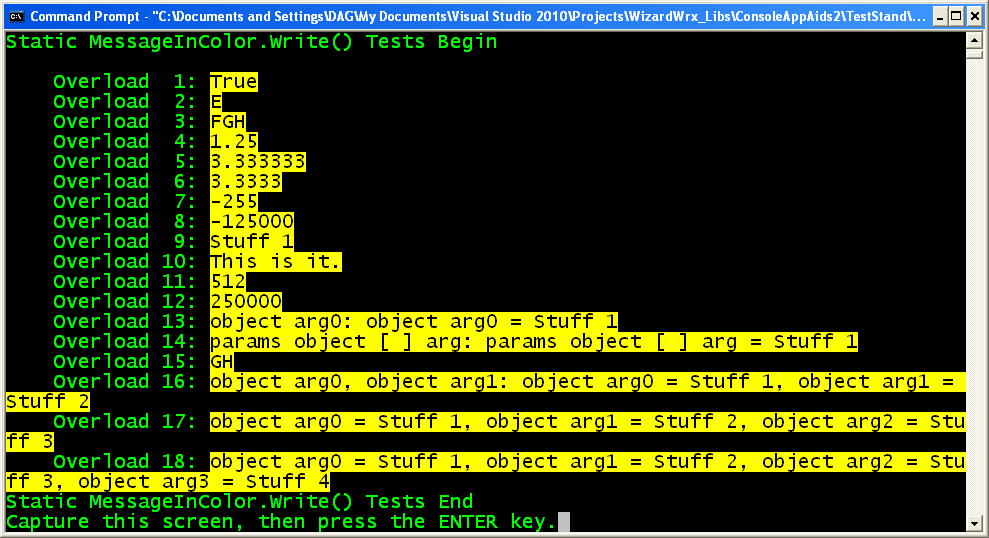 Command Prompt - "C:\Documents and Settings\DAG\My Documents\Visual Studio 2010\Projects\WizardWrx_Libs\ConsoleAppAids2\TestStand\...
Static MessageInColor.Write() Tests Begin
Overload  1: True
Overload  2: E
Overload  3: FGH
Overload  4: 1.25
Overload  5: 3.333333
Overload  6: 3.3333
Overload  7: -255
Overload  8: -125000
Overload  9: Stuff 1
Overload 10: This is it.
Overload 11: 512
Overload 12: 250000
Overload 13: object arg0: object arg0 = Stuff 1
Overload 14: params object [ ] arg: params object [ ] arg = Stuff 1
Overload 15: GH
Overload 16: object arg0, object arg1: object arg0 = Stuff 1, object arg1 =
Stuff 2
Overload 17: object arg0 = Stuff 1, object arg1 = Stuff 2, object arg2 = Stu
ff 3
Overload 18: object arg0 = Stuff 1, object arg1 = Stuff 2, object arg2 = Stu
ff 3, object arg3 = Stuff 4
Static MessageInColor.Write() Tests End
Capture this screen, then press the ENTER key.